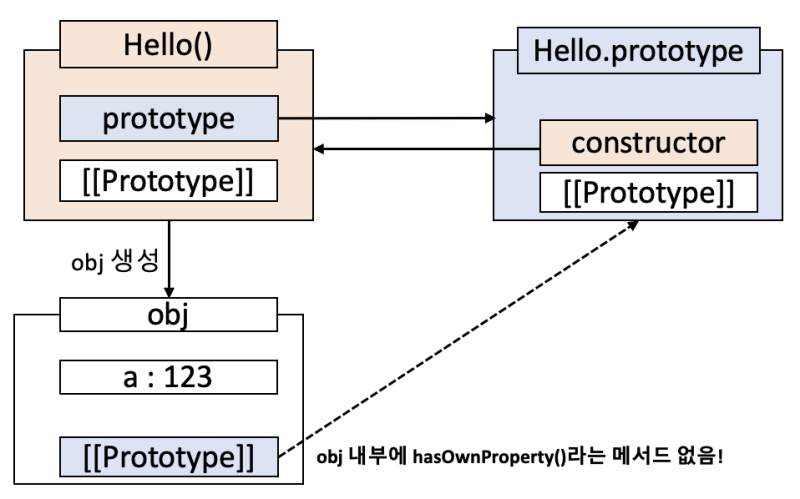 Hello()
prototype
[[Prototype]]
Hello.prototype
constructor
[[Prototype]]
obj 생성
obj
a : 123
[[Prototype]]
obj 내부에 hasOwnProperty()라는 메서드 없음!